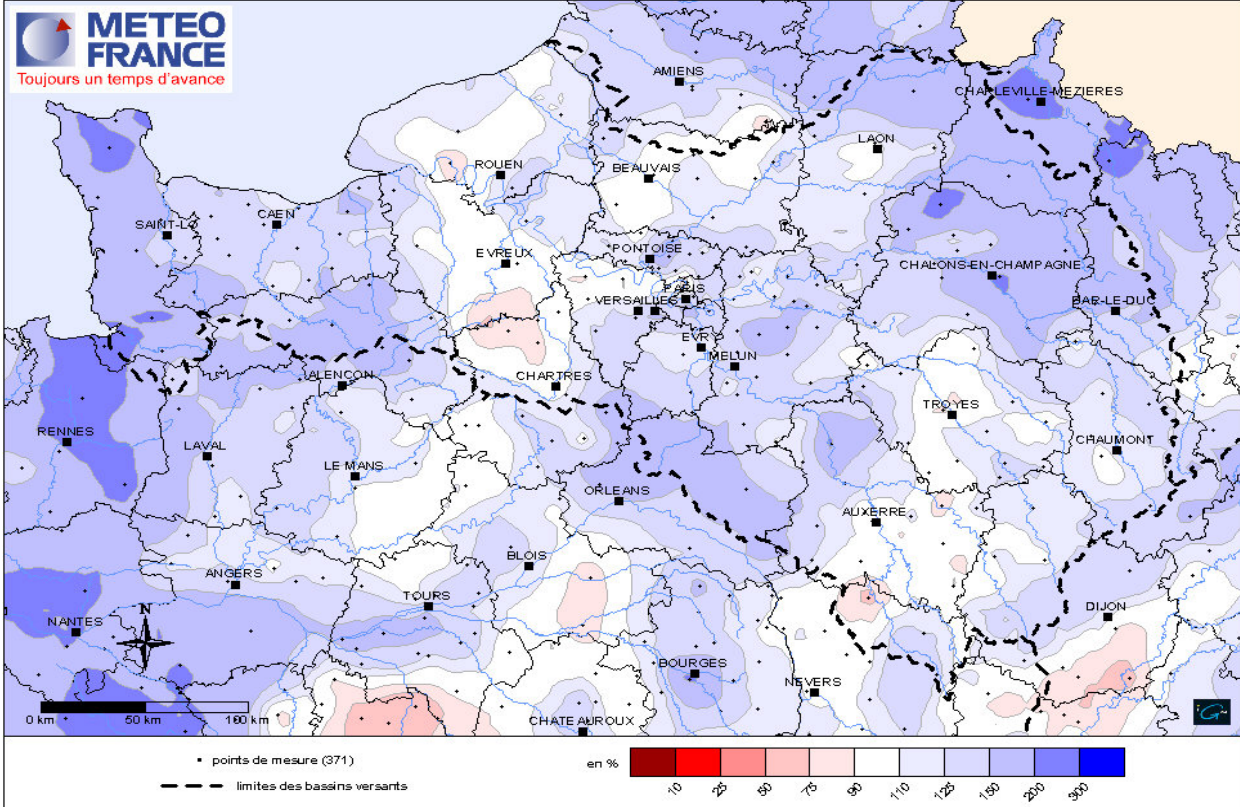 METEO
FRANCE
Toujours un temps d'avance
AMIENS
CHARLEVILLE-MEZIERES
LAON
ROUEN
BEAUVAIS
CAEN
SAINT-LO
PONTOISE
EVREUX
CHALONS-EN-CHAMPAGNE
PARIS
VERSAILLES
BAR-LE-DUC
EVRY
MELUN
ALENCON
CHARTRES
TROYES
RENNES
LAVAL
CHAUMONT
LE MANS
ORLEANS
AUXERRE
BLOIS
ANGERS
TOURS
DIJON
N
NANTES
BOURGES
NEVERS
0 km 50 km 100 km
CHATEAUROUX
points de mesure (371)
limites des bassins versants
en %
10 25 50 75 90 110 125 150 200 300